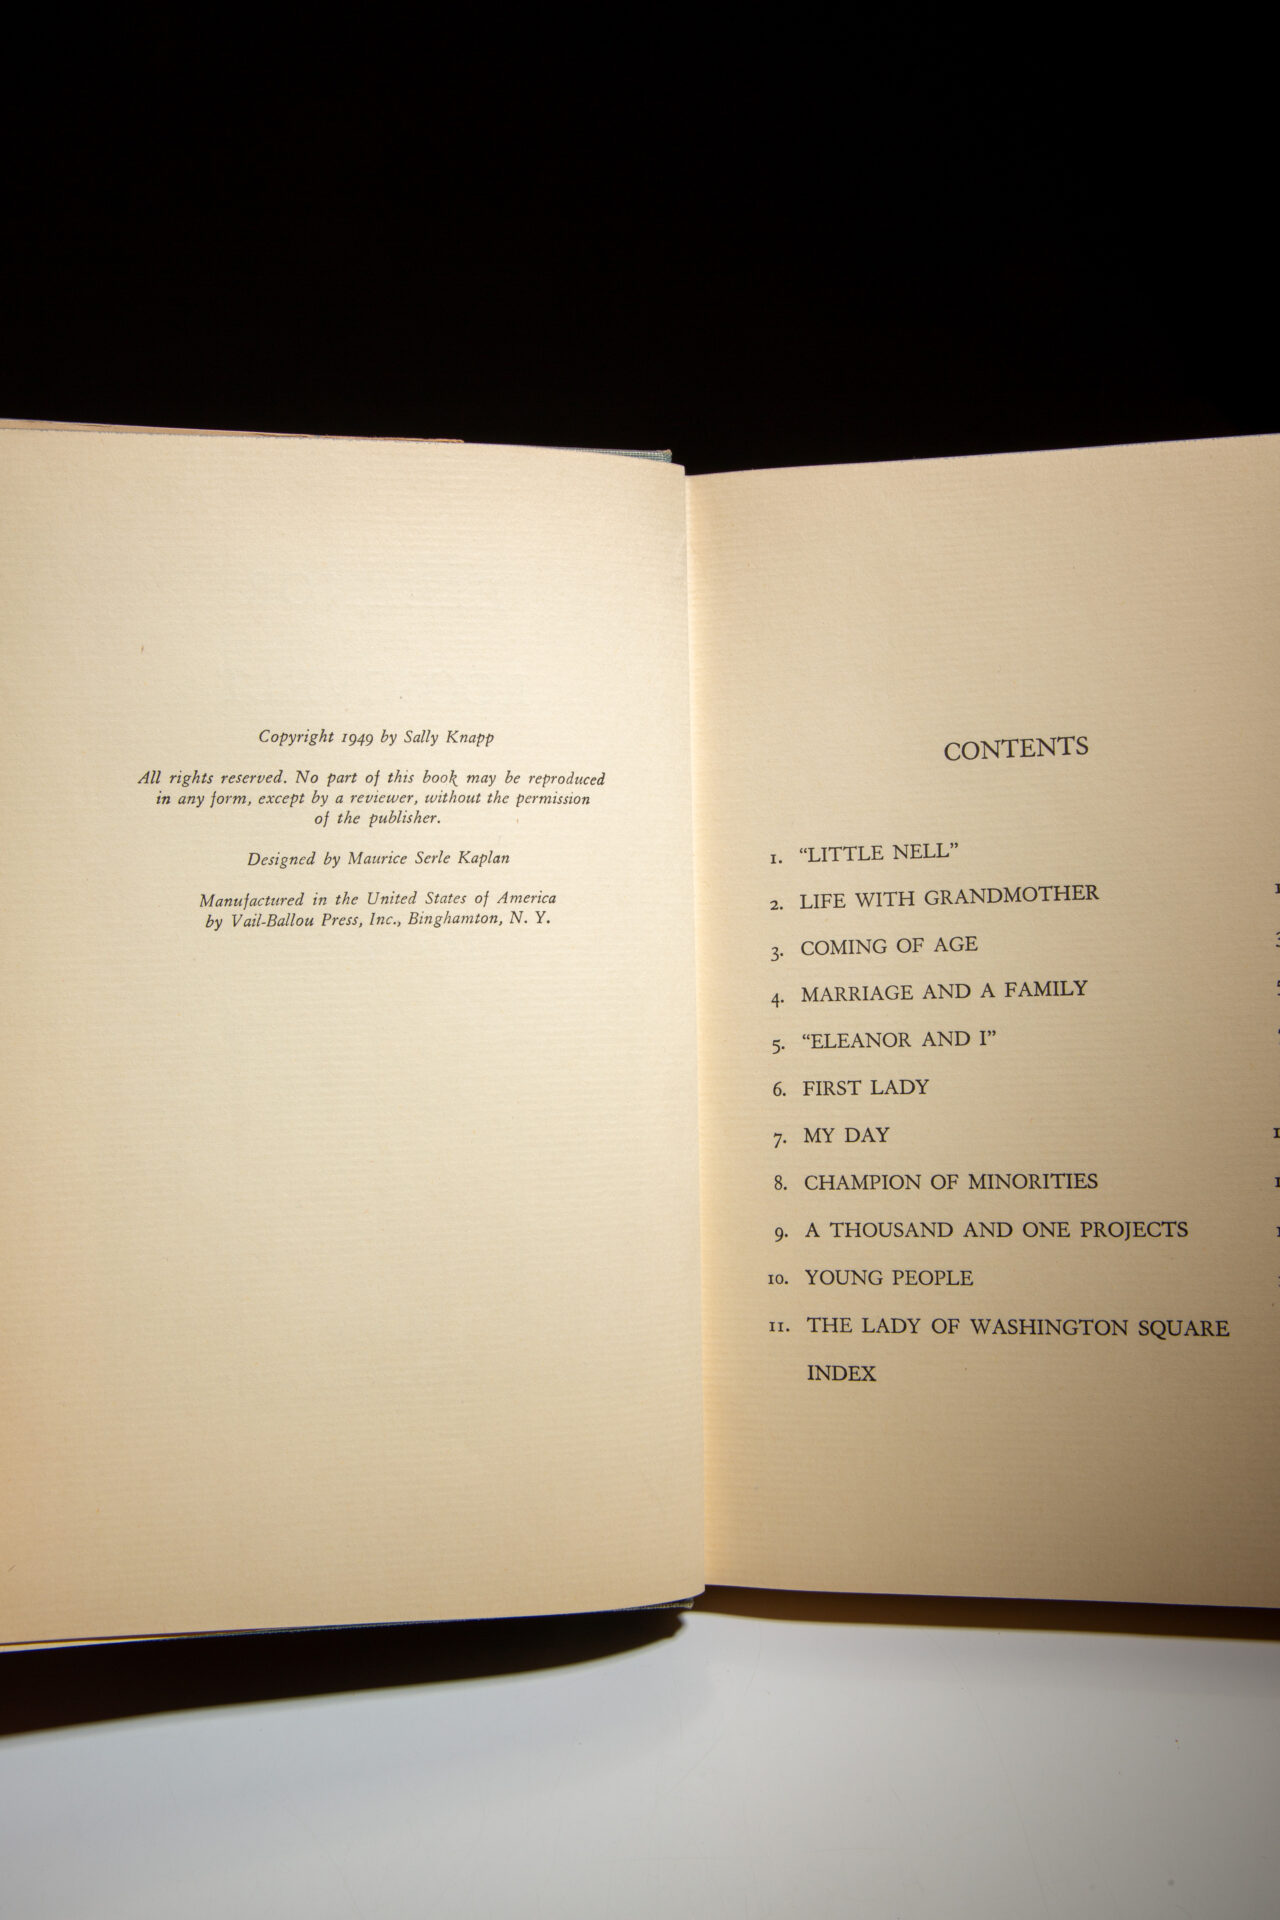 Copyright 1949 by Sally Knapp
All rights reserved. No part of this book may be reproduced
in any form, except by a reviewer, without the permission
of the publisher.
Designed by Maurice Serle Kaplan
Manufactured in the United States of America
by Vail-Ballou Press, Inc., Binghamton, N. Y.
CONTENTS
1. “LITTLE NELL”
2. LIFE WITH GRANDMOTHER
3. COMING OF AGE
4. MARRIAGE AND A FAMILY
5. “ELEANOR AND I”
6. FIRST LADY
7. MY DAY
8. CHAMPION OF MINORITIES
9. A THOUSAND AND ONE PROJECTS
10. YOUNG PEOPLE
11. THE LADY OF WASHINGTON SQUARE
INDEX